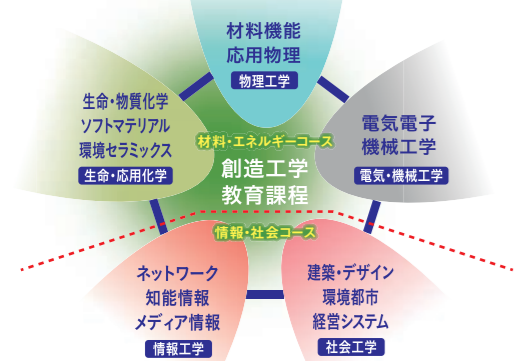 材料機能
応用物理
物理工学
生命・物質化学
ソフトマテリアル
環境セラミックス
生命・応用化学
電気電子
機械工学
電気・機械工学
材料・エネルギーコース
創造工学
教育課程
情報・社会コース
ネットワーク
知能情報
メディア情報
情報工学
建築・デザイン
環境都市
経営システム
社会工学